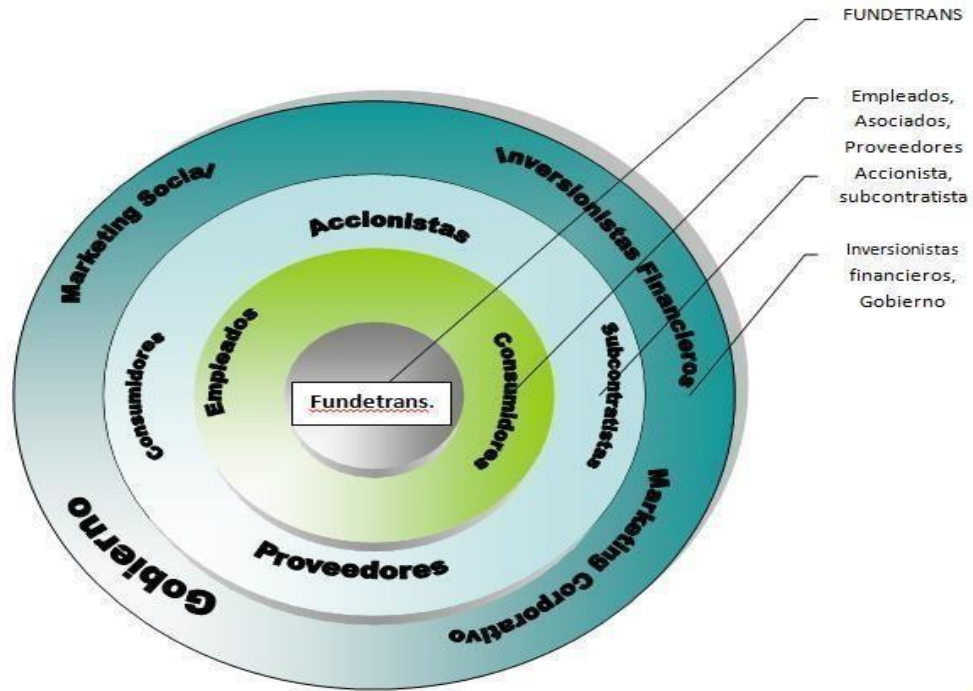 FUNDETRANS
Empleados,
Asociados,
Proveedores
Accionista,
subcontratista
Inversionistas
financieros,
Gobierno
Marketing Social
Inversionistas Financieros
Accionistas
Empleados
Consumidores
Consumidores
Subcontratistas
Fundetrans.
Proveedores
Gobierno
Marketing Corporativo